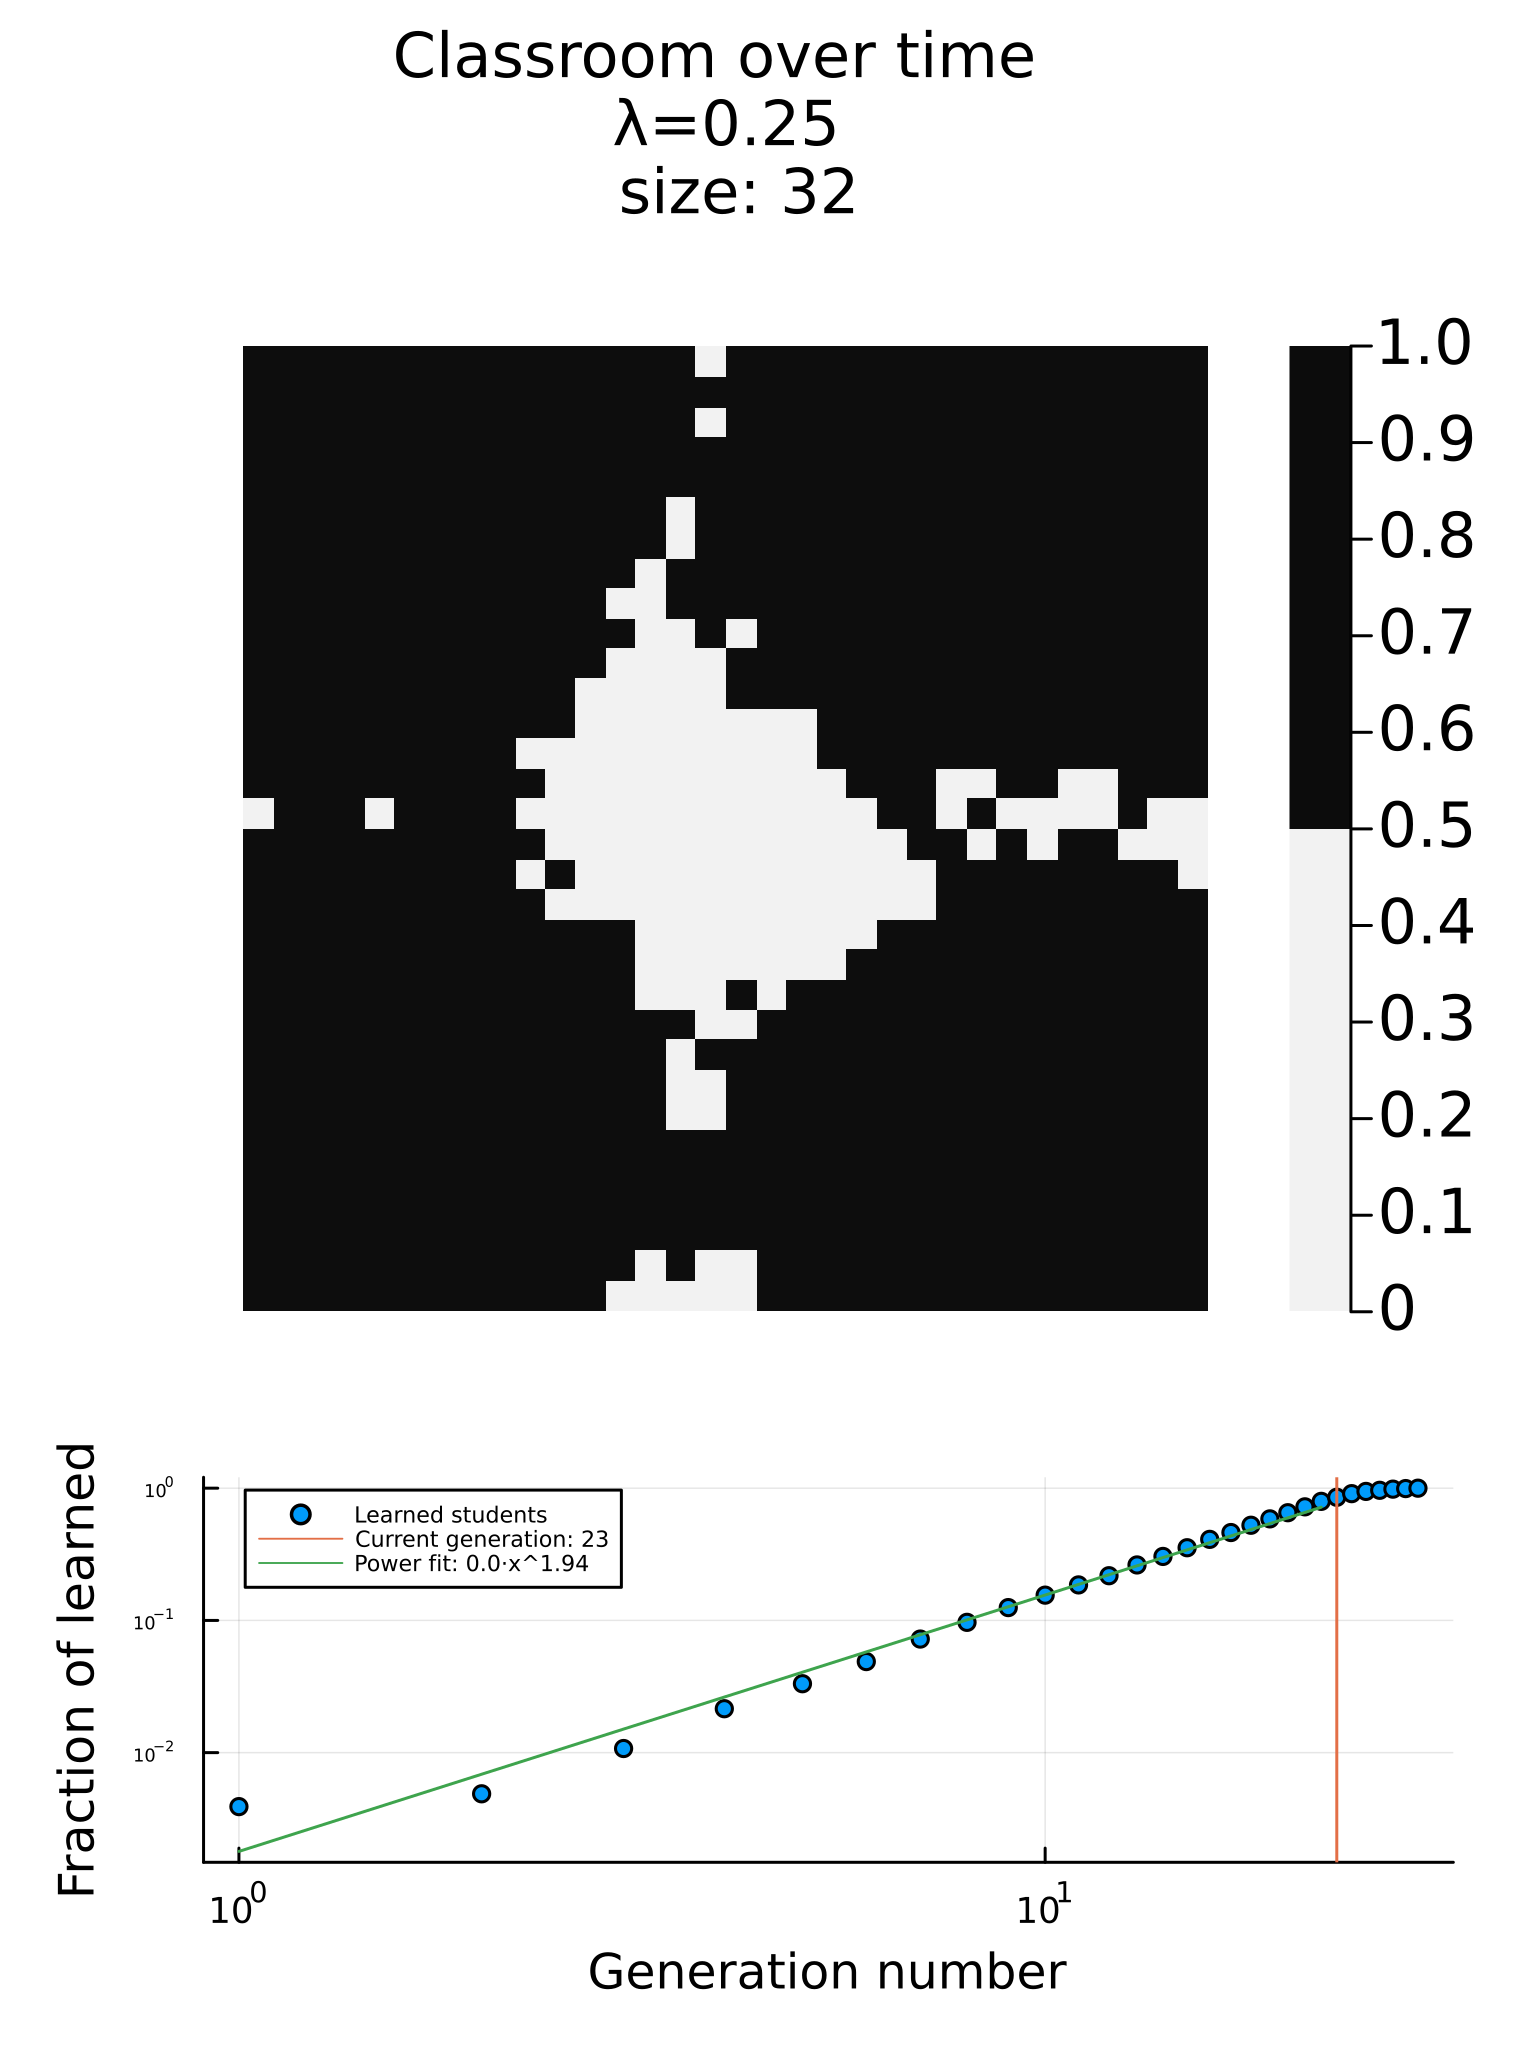 Classroom over time
λ=0.25
size: 32
1.0
0.9
0.8
0.7
0.6
0.5
0.4
0.3
0.2
0.1
0
Fraction of learned
10^0
10^-1
10^-2
Learned students
Current generation: 23
Power fit: 0.0·x^1.94
10^0
10^1
Generation number